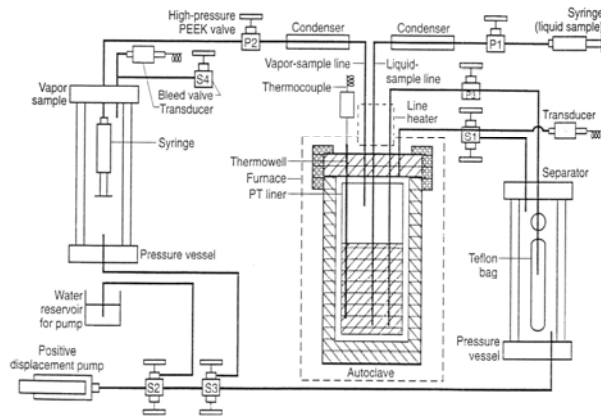 High-pressure
PEEK valve
P2
Condenser
Condenser
P1
Syringe
(liquid sample)
Vapor-sample line
Liquid-
sample line
Vapor
sample
S4
Bleed valve
Transducer
Thermocouple
P3
Line
heater
S1
Transducer
Syringe
Thermowell
Furnace
PT liner
Separator
Teflon
bag
Pressure vessel
Water
reservoir
for pump
Pressure
vessel
Positive
displacement pump
S2
S3
Autoclave